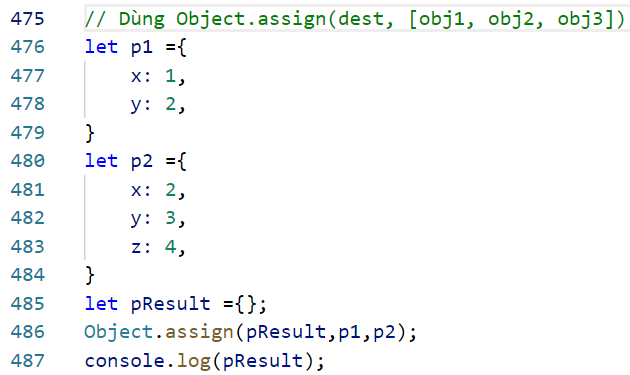 475 // Dùng Object.assign(dest, [obj1, obj2, obj3])
476 let p1 ={
477     x: 1,
478     y: 2,
479 }
480 let p2 ={
481     x: 2,
482     y: 3,
483     z: 4,
484 }
485 let pResult ={};
486 Object.assign(pResult,p1,p2);
487 console.log(pResult);